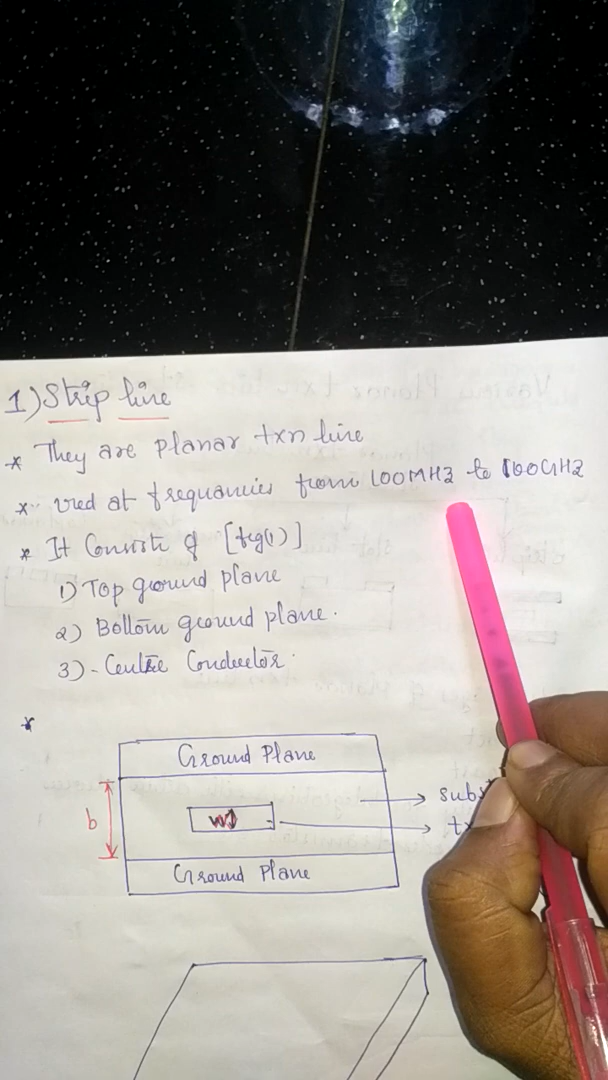 1) Strip line
* They are planar txn line
* used at frequancies from 100MHz to 100GHz
* It Consists of [fig(1)]
1) Top ground plane
2) Bottom ground plane.
3) - Centre Conductor.
*
Ground Plane
b
W
Ground Plane